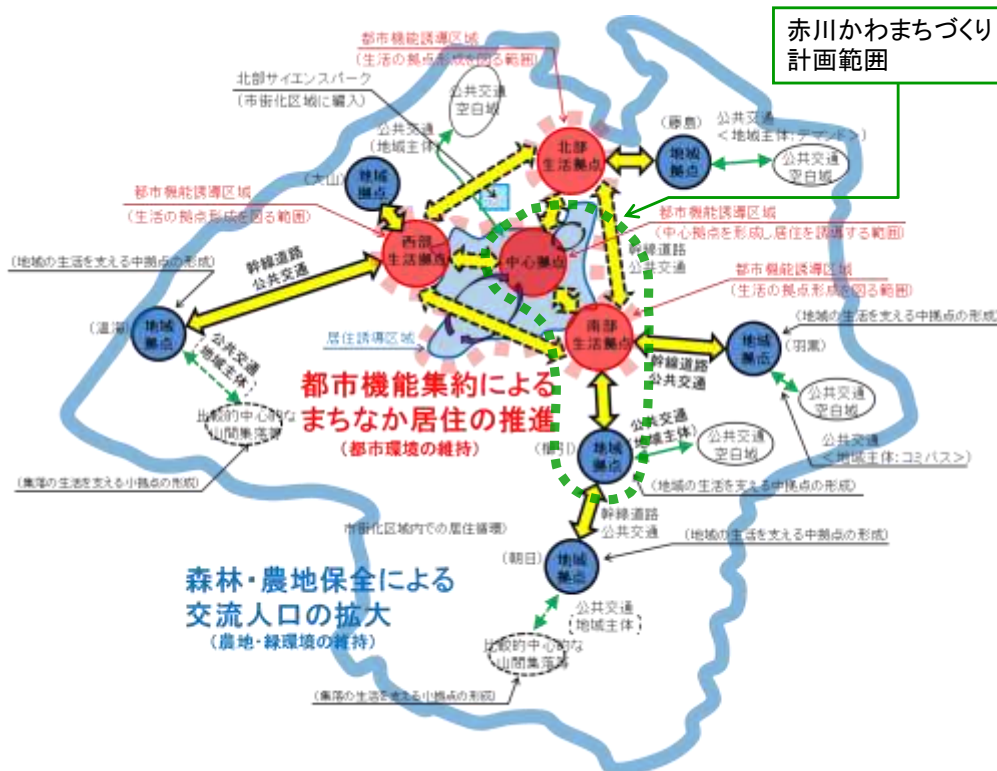 赤川かわまちづくり
計画範囲
都市機能誘導区域
(生活の拠点形成を図る範囲)
北部サイエンスパーク
(市街化区域に編入)
公共交通
空白域
公共交通
(地域主体)
北部
生活拠点
(藤島)
地域
拠点
公共交通
<地域主体:デマンド>
公共交通
空白域
(大山)
地域
拠点
都市機能誘導区域
(生活の拠点形成を図る範囲)
西部
生活拠点
中心拠点
都市機能誘導区域
(中心拠点を形成し居住を誘導する範囲)
幹線道路
公共交通
都市機能誘導区域
(生活の拠点形成を図る範囲)
(地域の生活を支える中拠点の形成)
幹線道路
公共交通
(温海)
地域
拠点
居住誘導区域
南部
生活拠点
(地域の生活を支える中拠点の形成)
地域
拠点
(羽黒)
幹線道路
公共交通
公共交通
地域主体
比較的中心的な
山間集落等
都市機能集約による
まちなか居住の推進
(都市環境の維持)
公共交通
空白域
公共交通
<地域主体:コミバス>
公共交通
(地域主体)
公共交通
空白域
(櫛引)
地域
拠点
(集落の生活を支える小拠点の形成)
(地域の生活を支える中拠点の形成)
市街化区域内での居住循環)
幹線道路
公共交通
(地域の生活を支える中拠点の形成)
(朝日)
地域
拠点
森林・農地保全による
交流人口の拡大
(農地・緑環境の維持)
公共交通
地域主体
比較的中心的な
山間集落等
(集落の生活を支える小拠点の形成)